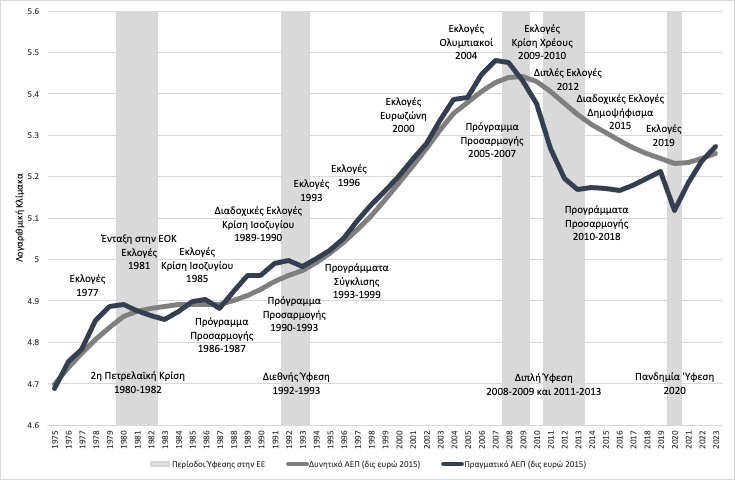 5.6
5.5
5.4
5.3
5.2
5.1
5
4.9
4.8
4.7
4.6
Λογαριθμική Κλίμακα
Εκλογές
1977
Ένταξη στην ΕΟΚ
Εκλογές
1981
Εκλογές
Κρίση Ισοζυγίου
1985
Διαδοχικές Εκλογές
Κρίση Ισοζυγίου
1989-1990
Εκλογές
1993
Εκλογές
1996
Εκλογές
Ευρωζώνη
2000
Εκλογές
Ολυμπιακοί
2004
Εκλογές
Κρίση Χρέους
2009-2010
Διπλές Εκλογές
2012
Διαδοχικές Εκλογές
Δημοψήφισμα
2015
Εκλογές
2019
Πρόγραμμα
Προσαρμογής
1986-1987
Πρόγραμμα
Προσαρμογής
1990-1993
Προγράμματα
Σύγκλισης
1993-1999
Πρόγραμμα
Προσαρμογής
2005-2007
Προγράμματα
Προσαρμογής
2010-2018
2η Πετρελαϊκή Κρίση
1980-1982
Διεθνής Ύφεση
1992-1993
Διπλή Ύφεση
2008-2009 και 2011-2013
Πανδημία Ύφεση
2020
1975 1976 1977 1978 1979 1980 1981 1982 1983 1984 1985 1986 1987 1988 1989 1990 1991 1992 1993 1994 1995 1996 1997 1998 1999 2000 2001 2002 2003 2004 2005 2006 2007 2008 2009 2010 2011 2012 2013 2014 2015 2016 2017 2018 2019 2020 2021 2022 2023
Περίοδοι Ύφεσης στην ΕΕ Δυνητικό ΑΕΠ (δις ευρώ 2015) Πραγματικό ΑΕΠ (δις ευρώ 2015)